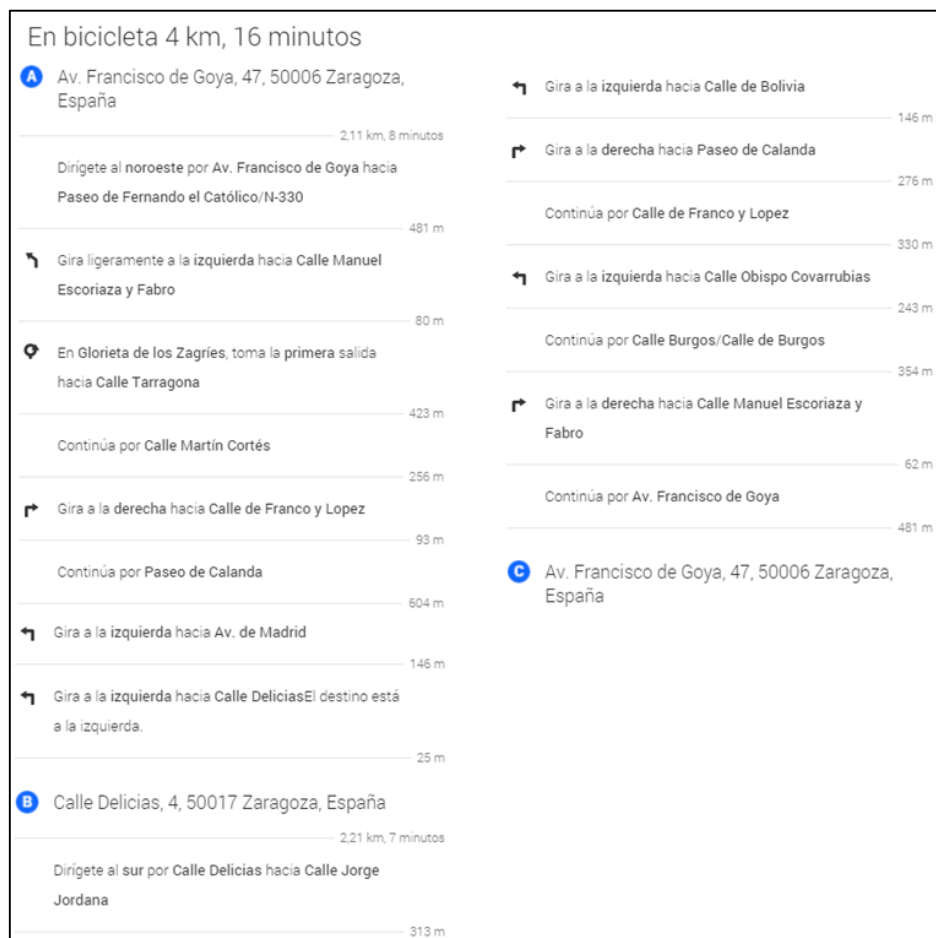 En bicicleta 4 km, 16 minutos
A Av. Francisco de Goya, 47, 50006 Zaragoza,
España
2,11 km, 8 minutos
Dirígete al noroeste por Av. Francisco de Goya hacia
Paseo de Fernando el Católico/N-330
481 m
Gira ligeramente a la izquierda hacia Calle Manuel
Escoriaza y Fabro
80 m
En Glorieta de los Zagríes, toma la primera salida
hacia Calle Tarragona
423 m
Continúa por Calle Martín Cortés
256 m
Gira a la derecha hacia Calle de Franco y Lopez
93 m
Continúa por Paseo de Calanda
604 m
Gira a la izquierda hacia Av. de Madrid
146 m
Gira a la izquierda hacia Calle DeliciasEl destino está
a la izquierda.
25 m
B Calle Delicias, 4, 50017 Zaragoza, España
2,21 km, 7 minutos
Dirígete al sur por Calle Delicias hacia Calle Jorge
Jordana
313 m
Gira a la izquierda hacia Calle de Bolivia
146 m
Gira a la derecha hacia Paseo de Calanda
276 m
Continúa por Calle de Franco y Lopez
330 m
Gira a la izquierda hacia Calle Obispo Covarrubias
243 m
Continúa por Calle Burgos/Calle de Burgos
354 m
Gira a la derecha hacia Calle Manuel Escoriaza y
Fabro
62 m
Continúa por Av. Francisco de Goya
481 m
C Av. Francisco de Goya, 47, 50006 Zaragoza,
España